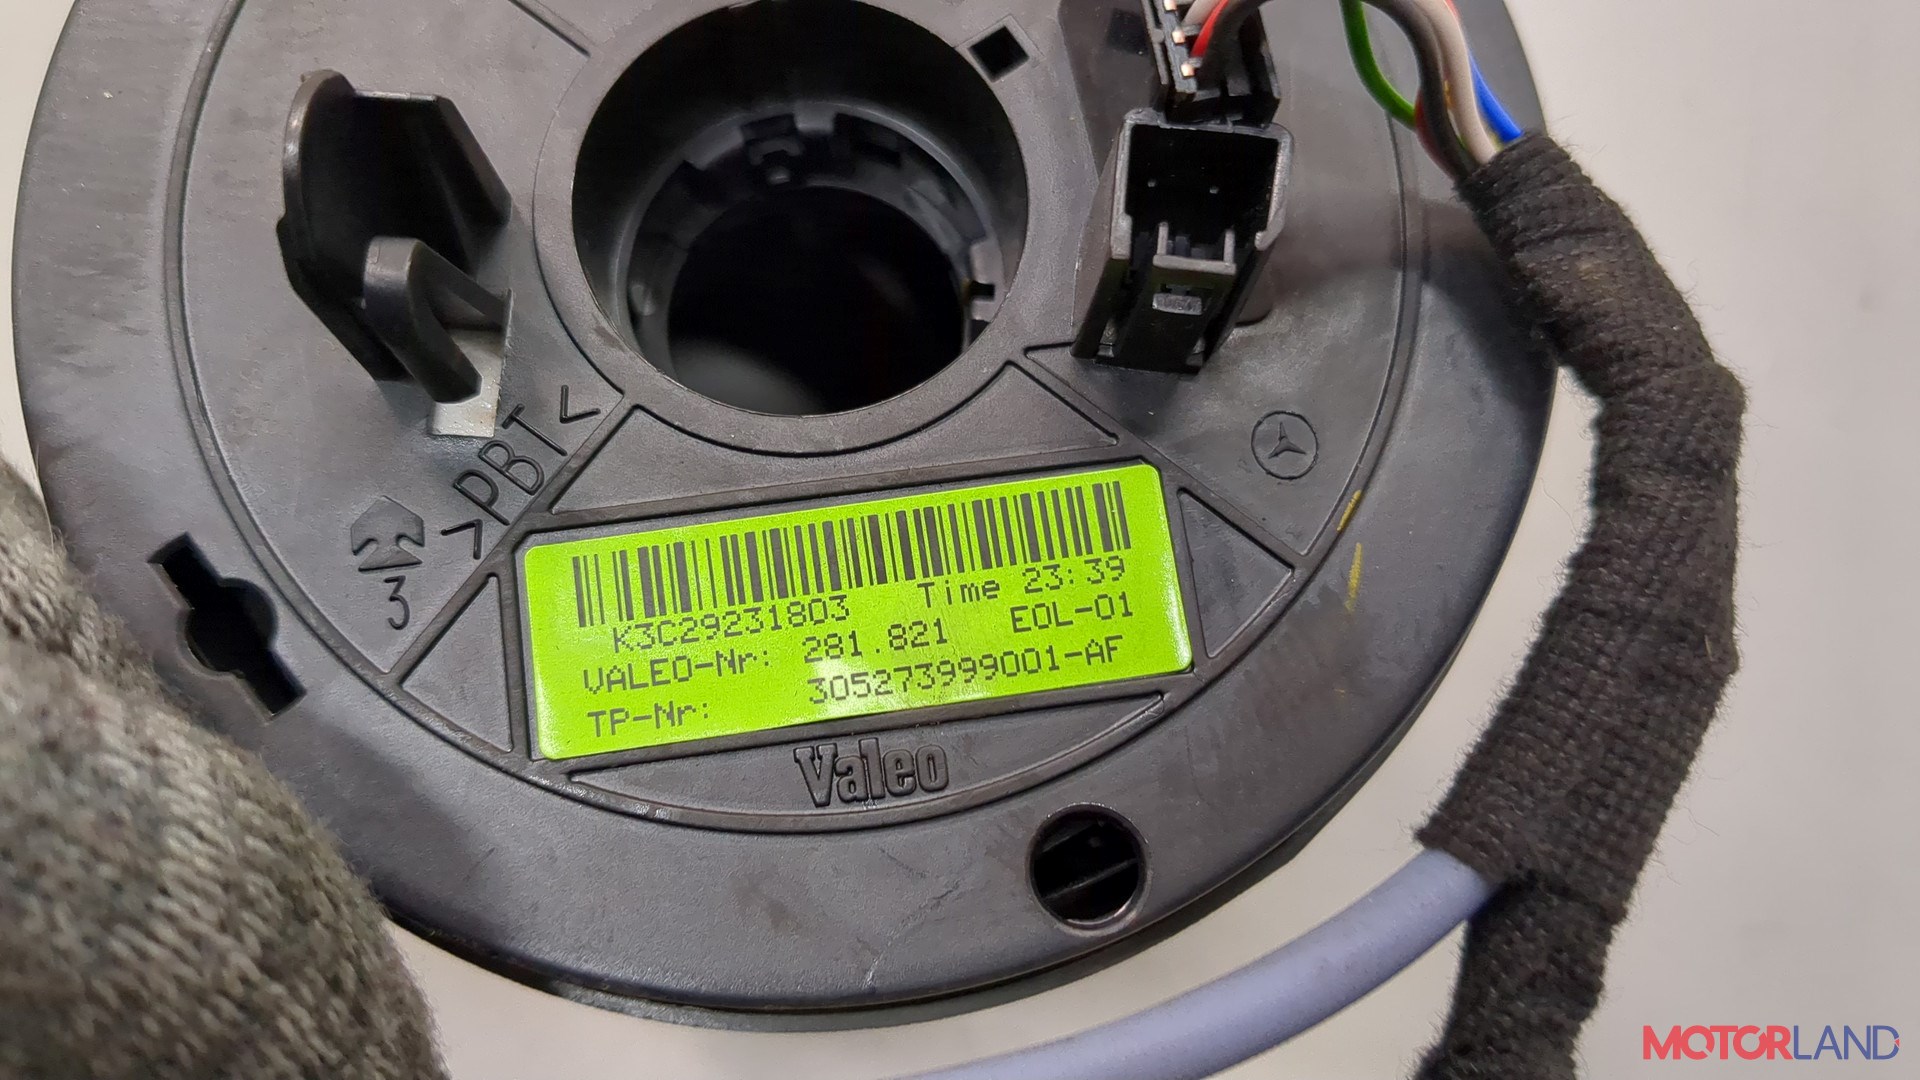 >PBT<
3
K3C29231803 Time 23:39
VALEO-Nr: 281.821 EOL-01
TP-Nr: 305273999001-AF
Valeo
MOTORLAND